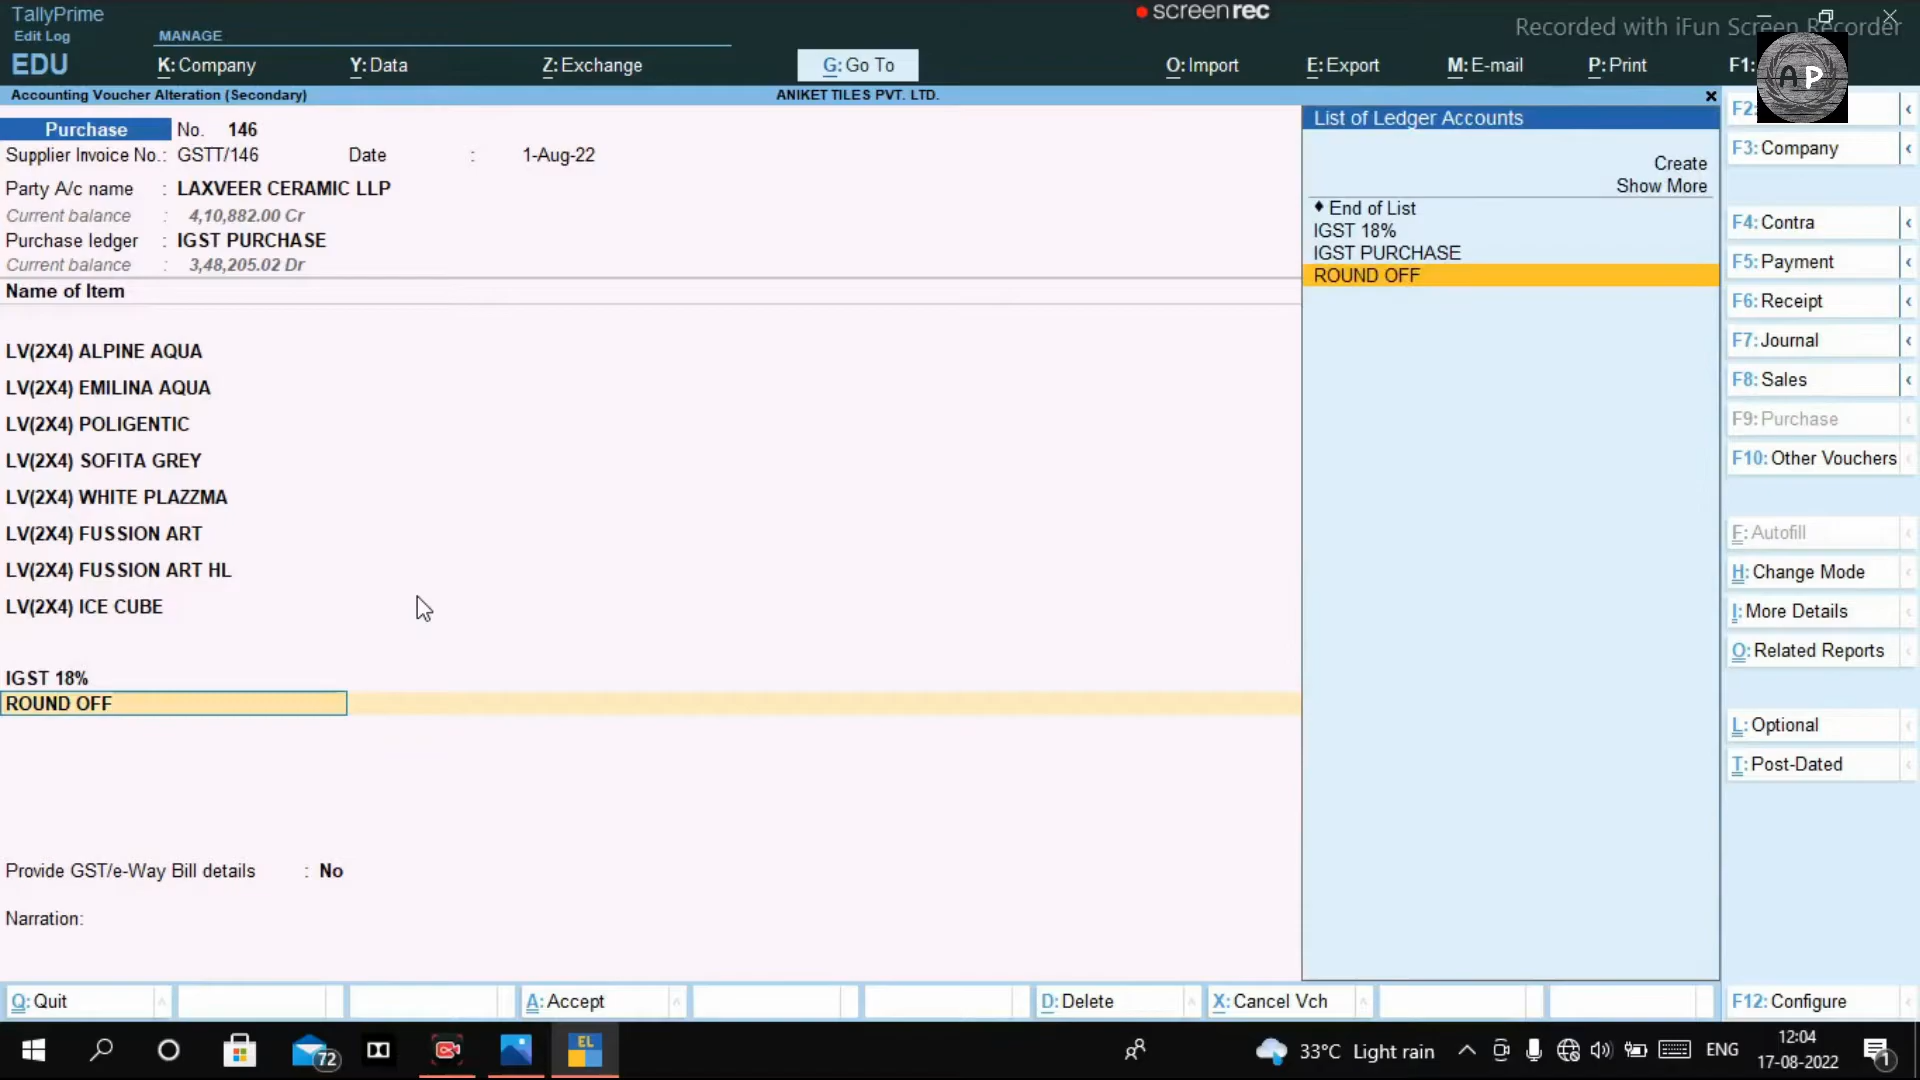 TallyPrime
Edit Log
EDU
MANAGE
K: Company
Y: Data
Z: Exchange
G: Go To
O: Import
E: Export
M: E-mail
P: Print
F1:
screenrec
Recorded with iFun Screen Recorder
AP
Accounting Voucher Alteration (Secondary)
ANIKET TILES PVT. LTD.
Purchase No. 146
Supplier Invoice No.: GSTT/146 Date : 1-Aug-22
Party A/c name : LAXVEER CERAMIC LLP
Current balance : 4,10,882.00 Cr
Purchase ledger : IGST PURCHASE
Current balance : 3,48,205.02 Dr
Name of Item
LV(2X4) ALPINE AQUA
LV(2X4) EMILINA AQUA
LV(2X4) POLIGENTIC
LV(2X4) SOFITA GREY
LV(2X4) WHITE PLAZZMA
LV(2X4) FUSSION ART
LV(2X4) FUSSION ART HL
LV(2X4) ICE CUBE
IGST 18%
ROUND OFF
Provide GST/e-Way Bill details : No
Narration:
List of Ledger Accounts
Create
Show More
♦ End of List
IGST 18%
IGST PURCHASE
ROUND OFF
F2:
F3: Company
F4: Contra
F5: Payment
F6: Receipt
F7: Journal
F8: Sales
F9: Purchase
F10: Other Vouchers
F: Autofill
H: Change Mode
I: More Details
O: Related Reports
L: Optional
T: Post-Dated
F12: Configure
Q: Quit
A: Accept
D: Delete
X: Cancel Vch
72
EL
33°C Light rain
ENG
12:04
17-08-2022
1